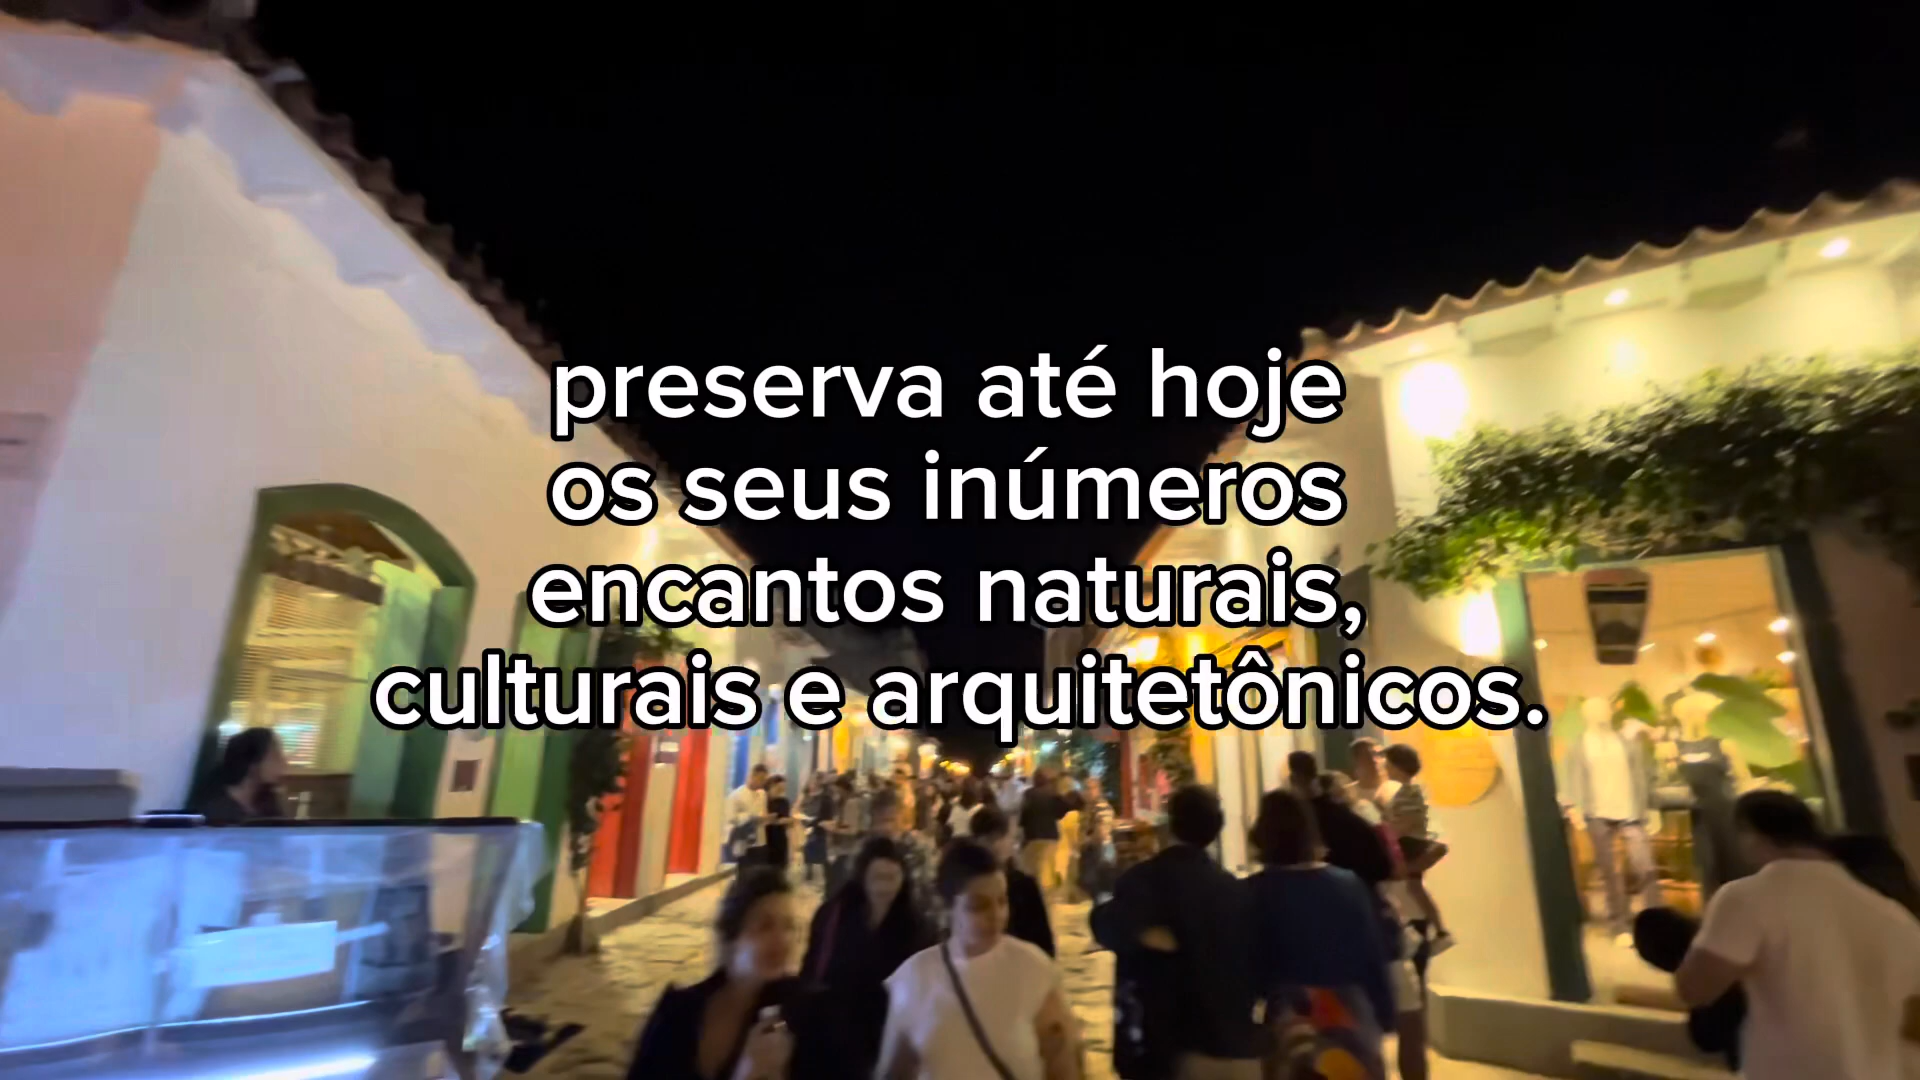 preserva até hoje
os seus inúmeros
encantos naturais,
culturais e arquitetônicos.